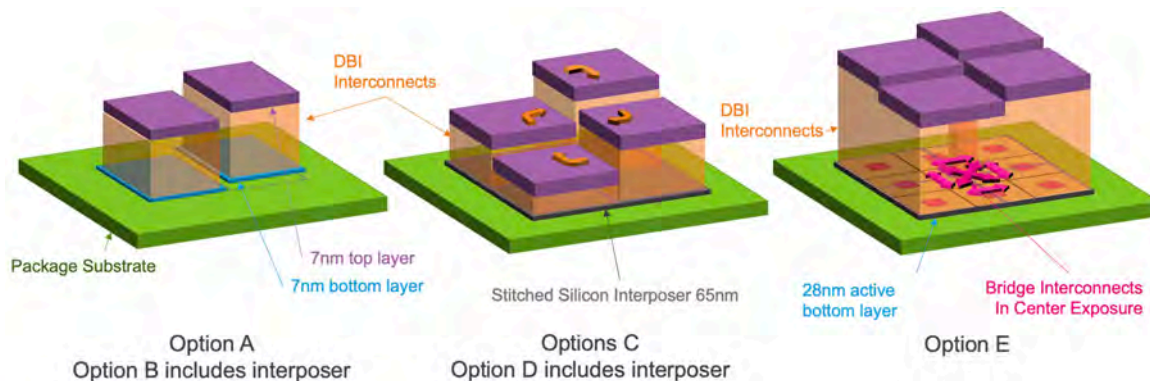 DBI
Interconnects
DBI
Interconnects
Package Substrate
7nm top layer
7nm bottom layer
Stitched Silicon Interposer 65nm
28nm active
bottom layer
Bridge Interconnects
In Center Exposure
Option A
Option B includes interposer
Options C
Option D includes interposer
Option E